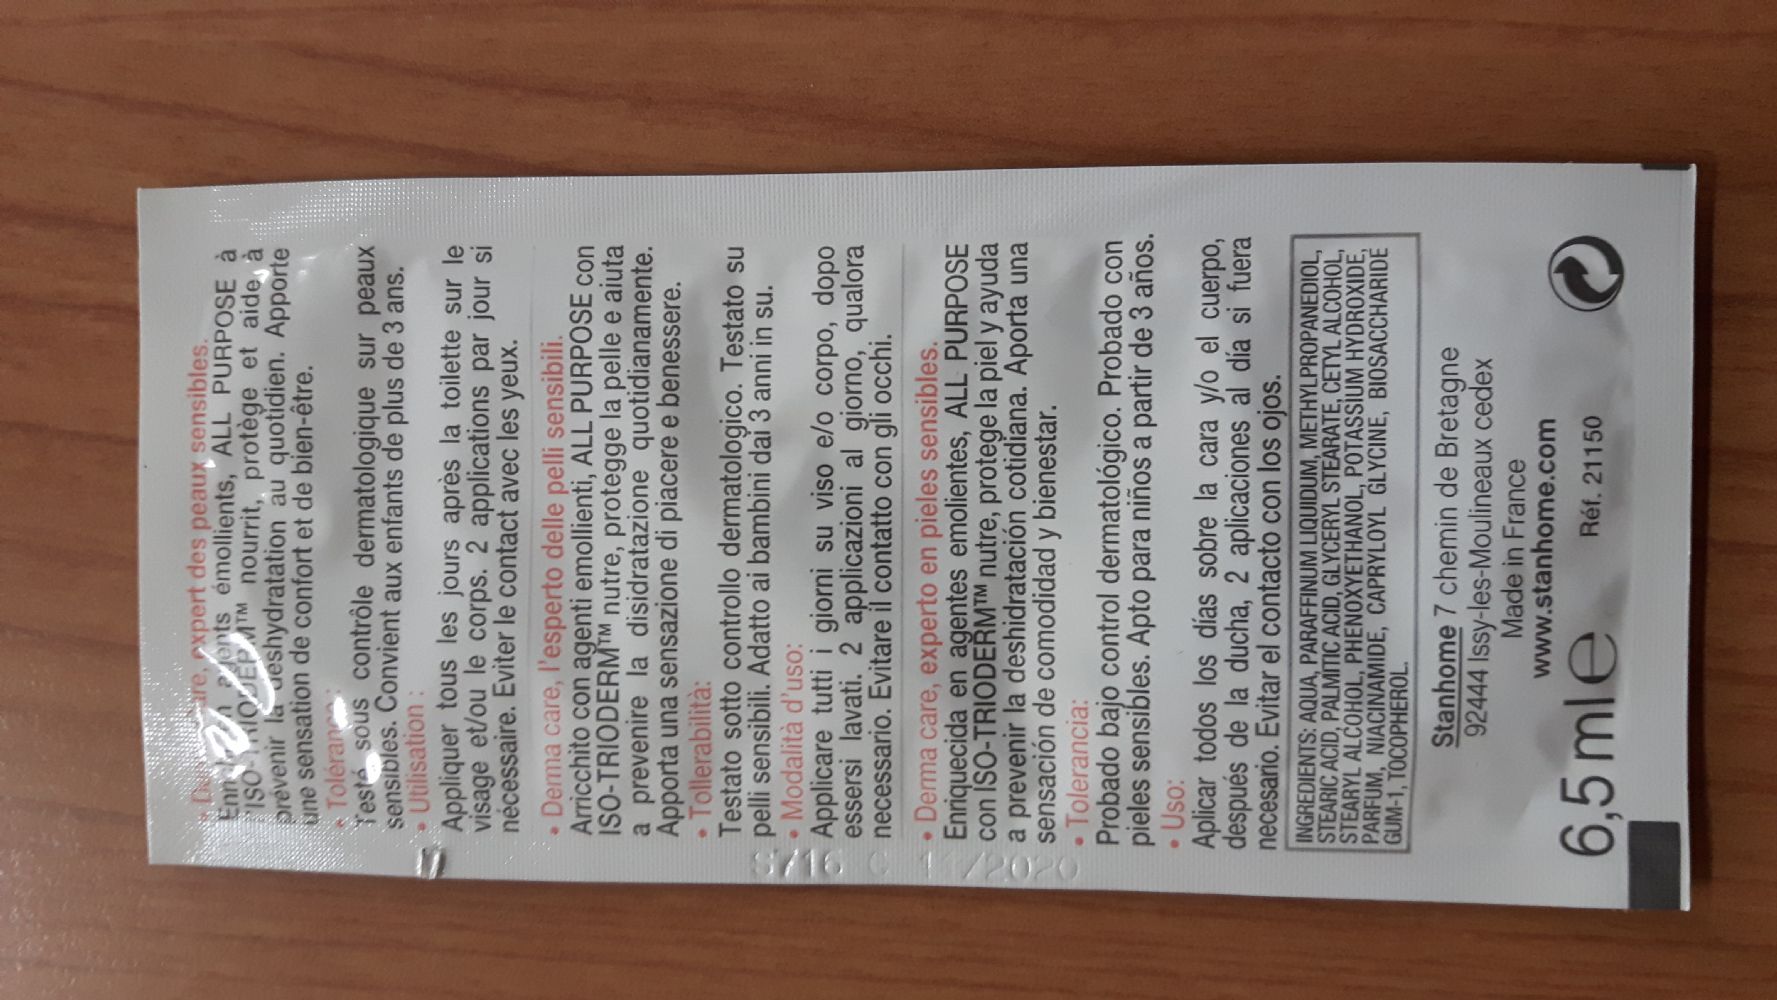 • Derma care, expert des peaux sensibles.
Enrichi en agents émollients, ALL PURPOSE à
l'ISO-TRIODERM™ nourrit, protège et aide à
prévenir la déshydratation au quotidien. Apporte
une sensation de confort et de bien-être.
• Tolérance :
Testé sous contrôle dermatologique sur peaux
sensibles. Convient aux enfants de plus de 3 ans.
• Utilisation :
Appliquer tous les jours après la toilette sur le
visage et/ou le corps. 2 applications par jour si
nécessaire. Eviter le contact avec les yeux.
• Derma care, l'esperto delle pelli sensibili.
Arricchito con agenti emollienti, ALL PURPOSE con
ISO-TRIODERM™ nutre, protegge la pelle e aiuta
a prevenire la disidratazione quotidianamente.
Apporta una sensazione di piacere e benessere.
• Tollerabilità:
Testato sotto controllo dermatologico. Testato su
pelli sensibili. Adatto ai bambini dai 3 anni in su.
• Modalità d'uso:
Applicare tutti i giorni su viso e/o corpo, dopo
essersi lavati. 2 applicazioni al giorno, qualora
necessario. Evitare il contatto con gli occhi.
• Derma care, experto en pieles sensibles.
Enriquecida en agentes emolientes, ALL PURPOSE
con ISO-TRIODERM™ nutre, protege la piel y ayuda
a prevenir la deshidratación cotidiana. Aporta una
sensación de comodidad y bienestar.
• Tolerancia:
Probado bajo control dermatológico. Probado con
pieles sensibles. Apto para niños a partir de 3 años.
• Uso:
Aplicar todos los días sobre la cara y/o el cuerpo,
después de la ducha, 2 aplicaciones al día si fuera
necesario. Evitar el contacto con los ojos.
INGREDIENTS: AQUA, PARAFFINUM LIQUIDUM, METHYLPROPANEDIOL,
STEARIC ACID, PALMITIC ACID, GLYCERYL STEARATE, CETYL ALCOHOL,
STEARYL ALCOHOL, PHENOXYETHANOL, POTASSIUM HYDROXIDE,
PARFUM, NIACINAMIDE, CAPRYLOYL GLYCINE, BIOSACCHARIDE
GUM-1, TOCOPHEROL.
Stanhome 7 chemin de Bretagne
92444 Issy-les-Moulineaux cedex
Made in France
www.stanhome.com
6,5 ml e Réf. 21150
/2020